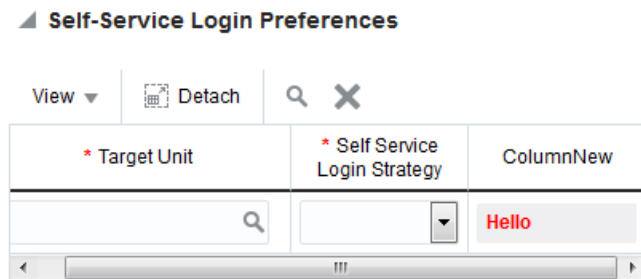 Self-Service Login Preferences
View Detach
* Target Unit
* Self Service
Login Strategy
ColumnNew
Hello